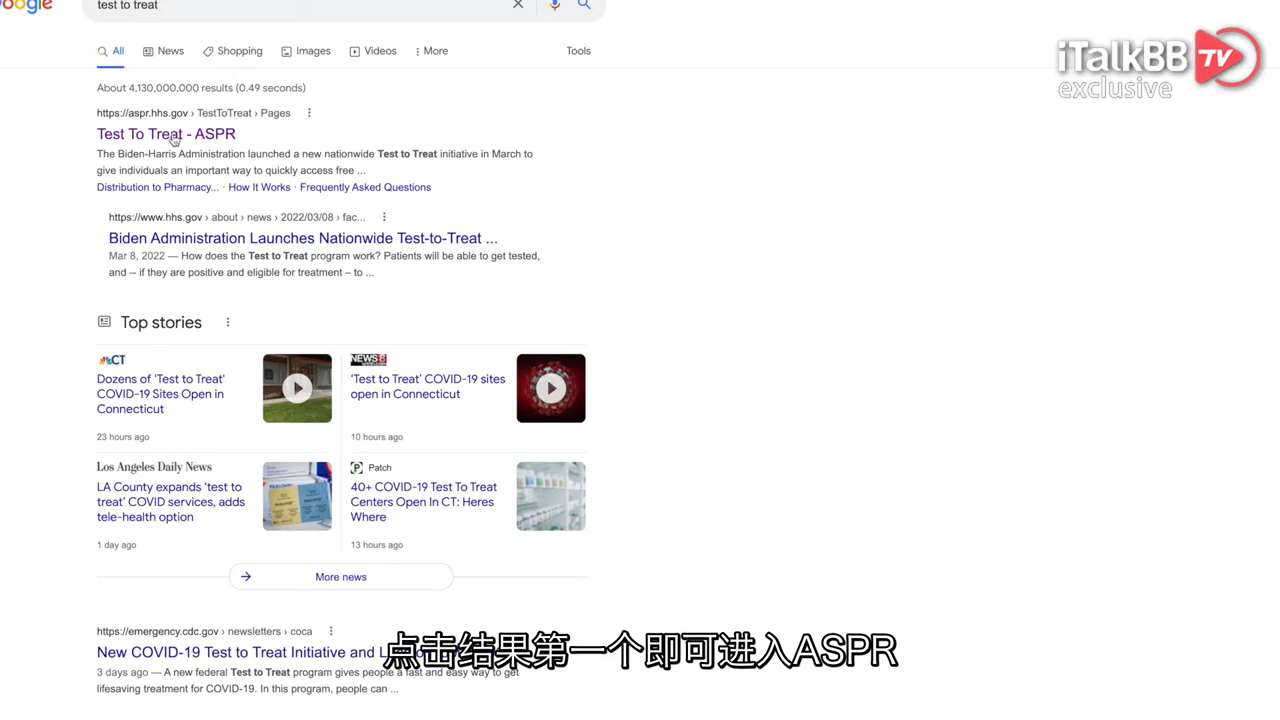 oogle
test to treat
All
News
Shopping
Images
Videos
More
Tools
iTalkBB TV
exclusive
About 4,130,000,000 results (0.49 seconds)
https://aspr.hhs.gov › TestToTreat › Pages
Test To Treat - ASPR
The Biden-Harris Administration launched a new nationwide Test to Treat initiative in March to
give individuals an important way to quickly access free ...
Distribution to Pharmacy... · How It Works · Frequently Asked Questions
https://www.hhs.gov › about › news › 2022/03/08 › fac...
Biden Administration Launches Nationwide Test-to-Treat ...
Mar 8, 2022 — How does the Test to Treat program work? Patients will be able to get tested,
and -- if they are positive and eligible for treatment – to ...
Top stories
CT
Dozens of 'Test to Treat'
COVID-19 Sites Open in
Connecticut
23 hours ago
NEWS 8
'Test to Treat' COVID-19 sites
open in Connecticut
10 hours ago
Los Angeles Daily News
LA County expands 'test to
treat' COVID services, adds
tele-health option
1 day ago
Patch
40+ COVID-19 Test To Treat
Centers Open In CT: Heres
Where
13 hours ago
More news
https://emergency.cdc.gov › newsletters › coca
New COVID-19 Test to Treat Initiative and
3 days ago — A new federal Test to Treat program gives people a fast and easy way to get
lifesaving treatment for COVID-19. In this program, people can ...
点击结果第一个即可进入ASPR